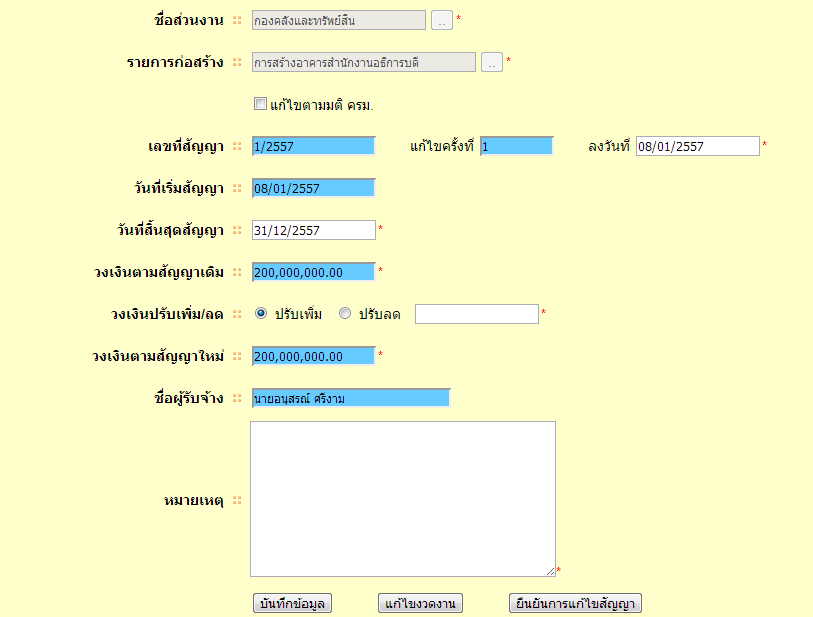 ชื่อส่วนงาน กองคลังและทรัพย์สิน .. *
รายการก่อสร้าง การสร้างอาคารสำนักงานอธิการบดี .. *
แก้ไขตามมติ ครม.
เลขที่สัญญา 1/2557 แก้ไขครั้งที่ 1 ลงวันที่ 08/01/2557 *
วันที่เริ่มสัญญา 08/01/2557
วันที่สิ้นสุดสัญญา 31/12/2557 *
วงเงินตามสัญญาเดิม 200,000,000.00 *
วงเงินปรับเพิ่ม/ลด ปรับเพิ่ม ปรับลด *
วงเงินตามสัญญาใหม่ 200,000,000.00 *
ชื่อผู้รับจ้าง นายอนุสรณ์ ศรีงาม
หมายเหตุ *
บันทึกข้อมูล แก้ไขงวดงาน ยืนยันการแก้ไขสัญญา